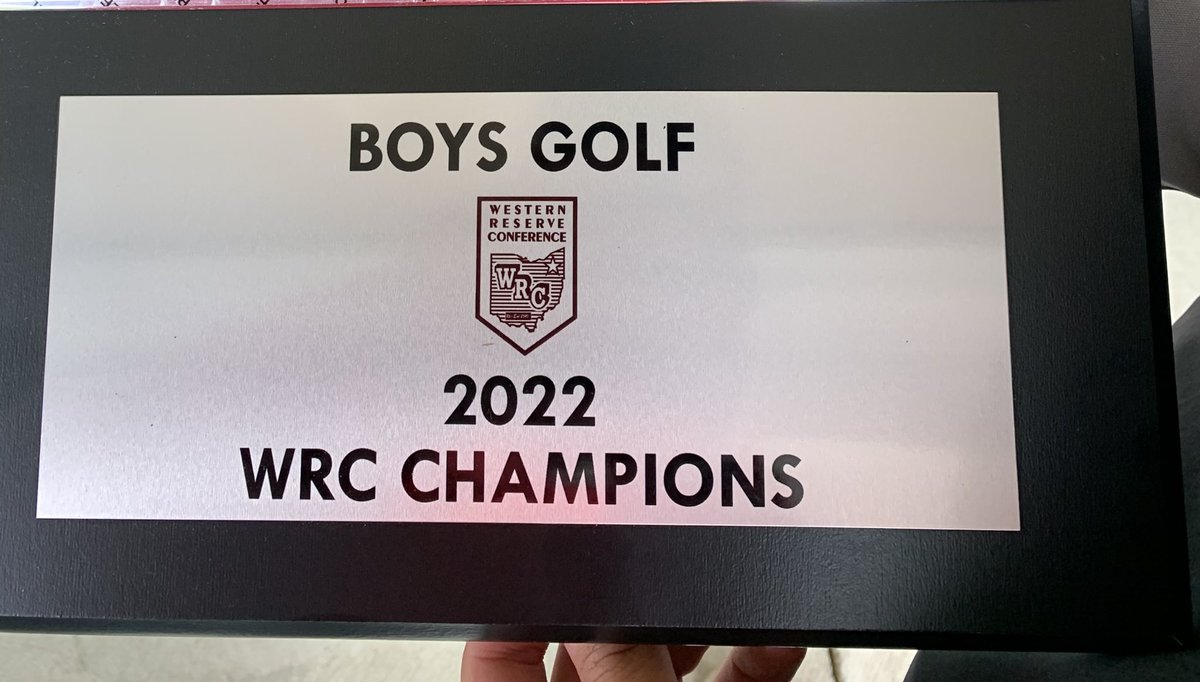 BOYS GOLF
WESTERN
RESERVE
CONFERENCE
WRC
2022
WRC CHAMPIONS